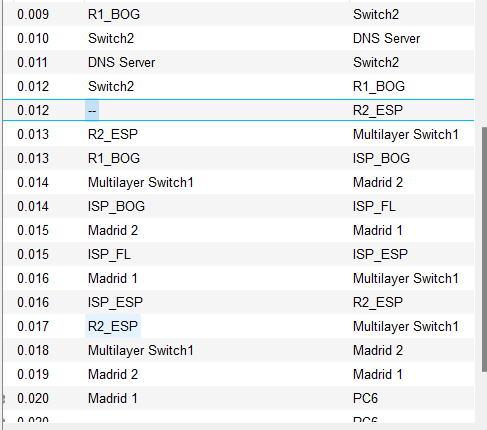 0.009 R1_BOG Switch2
0.010 Switch2 DNS Server
0.011 DNS Server Switch2
0.012 Switch2 R1_BOG
0.012 -- R2_ESP
0.013 R2_ESP Multilayer Switch1
0.013 R1_BOG ISP_BOG
0.014 Multilayer Switch1 Madrid 2
0.014 ISP_BOG ISP_FL
0.015 Madrid 2 Madrid 1
0.015 ISP_FL ISP_ESP
0.016 Madrid 1 Multilayer Switch1
0.016 ISP_ESP R2_ESP
0.017 R2_ESP Multilayer Switch1
0.018 Multilayer Switch1 Madrid 2
0.019 Madrid 2 Madrid 1
0.020 Madrid 1 PC6